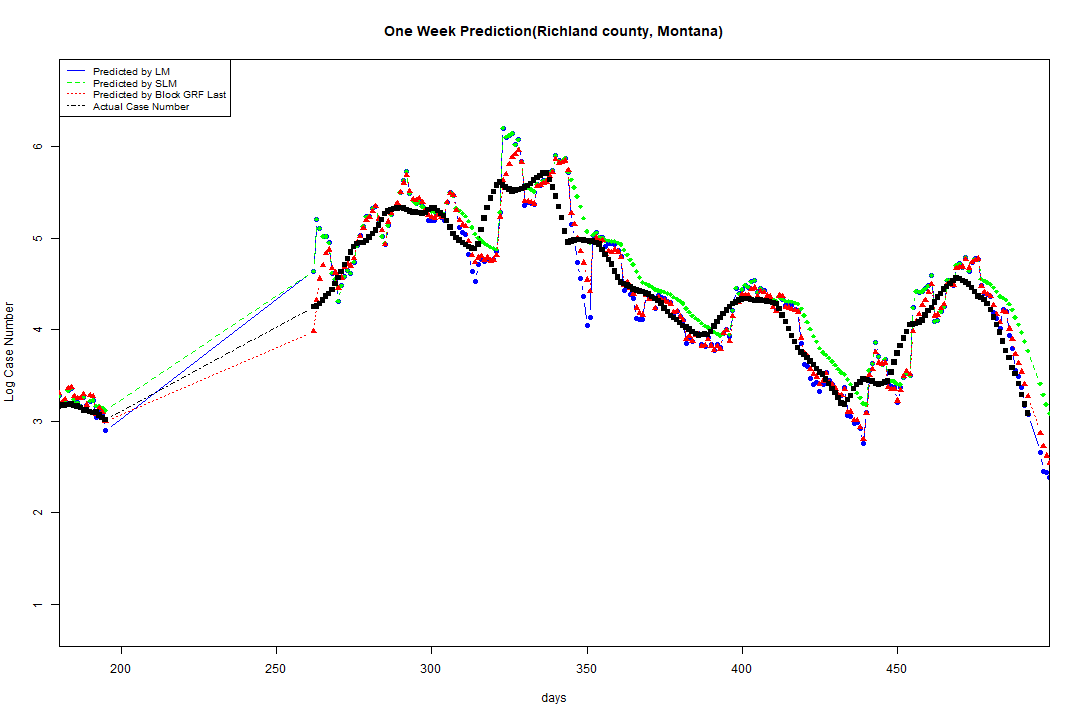 One Week Prediction(Richland county, Montana)
Predicted by LM
Predicted by SLM
Predicted by Block GRF Last
Actual Case Number
Log Case Number
6
5
4
3
2
1
200 250 300 350 400 450
days